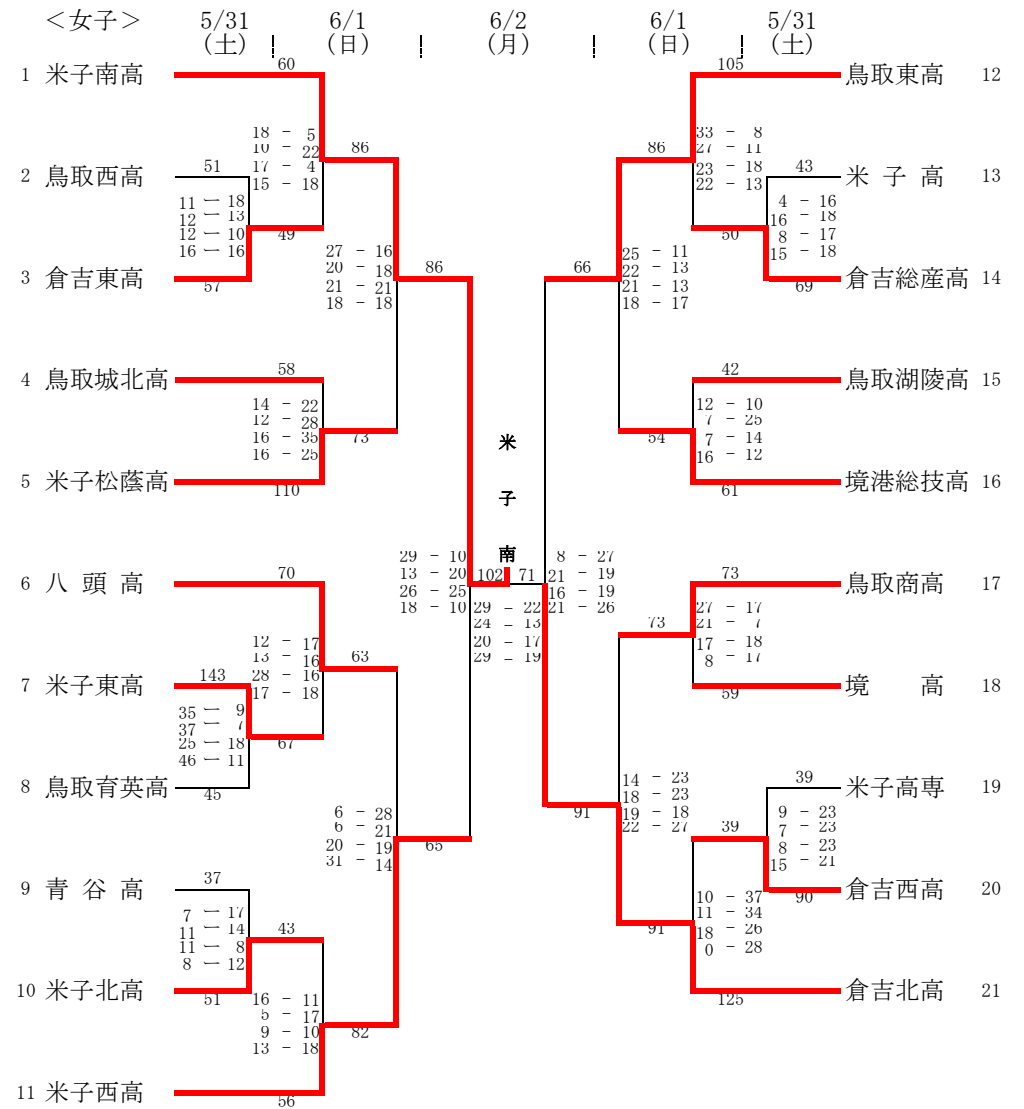 ＜女子＞ 5/31 6/1 6/2 6/1 5/31
(土) (日) (月) (日) (土)
60 105
1 米子南高 鳥取東高 12
18 - 5 33 - 8
10 - 22 86 86 27 - 11
2 鳥取西高 51 17 - 4 23 - 18 43 米子高 13
15 - 18 22 - 13
11 ー 18 4 - 16
12 ー 13 16 - 18
12 ー 10 49 50 8 - 17
16 ー 16 27 - 16 25 - 11 15 - 18
3 倉吉東高 57 20 - 18 86 66 22 - 13 69 倉吉総産高 14
21 - 21 21 - 13
18 - 18 18 - 17
58 42
4 鳥取城北高 鳥取湖陵高 15
14 - 22 12 - 10
12 - 28 7 - 25
16 - 35 73 米 54 7 - 14
16 - 25 16 - 12
5 米子松蔭高 110 子 61 境港総技高 16
29 - 10 南 8 - 27
6 八頭高 70 13 - 20 102 71 21 - 19 73 鳥取商高 17
26 - 25 16 - 19
18 - 10 29 - 22 21 - 26 27 - 17
24 - 13 73 21 - 7
12 - 17 20 - 17 17 - 18
13 - 16 63 29 - 19 8 - 17
7 米子東高 143 28 - 16 59 境高 18
17 - 18
35 ー 9
37 ー 7
25 ー 18 67
46 ー 11
8 鳥取育英高 45 14 - 23 39 米子高専 19
6 - 28 18 - 23 9 - 23
6 - 21 91 19 - 18 7 - 23
20 - 19 65 22 - 27 39 8 - 23
31 - 14 15 - 21
9 青谷高 37 10 - 37 90 倉吉西高 20
7 ー 17 11 - 34
11 ー 14 43 91 18 - 26
11 ー 8 0 - 28
8 ー 12
10 米子北高 51 125 倉吉北高 21
16 - 11
5 - 17
9 - 10 82
13 - 18
11 米子西高 56